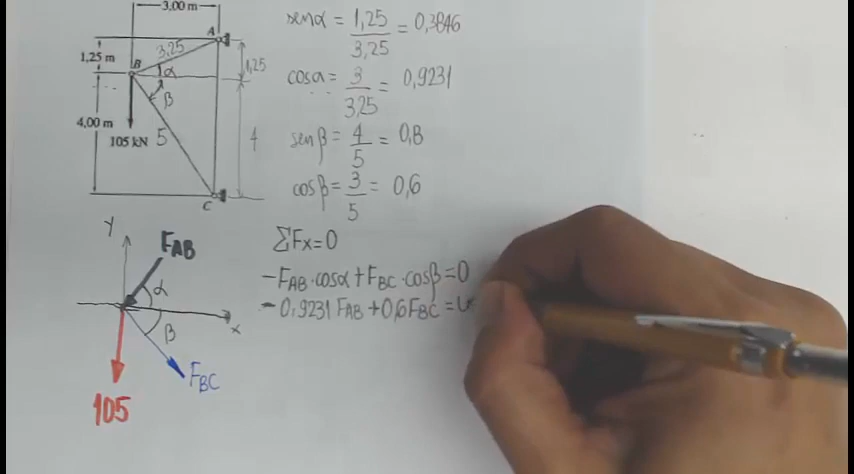 3,00 m
A
1,25 m
B
3,25
α
1,25
β
4,00 m
105 kN
5
4
C
senα = 1,25 / 3,25 = 0,3846
cosα = 3 / 3,25 = 0,9231
senβ = 4 / 5 = 0,8
cosβ = 3 / 5 = 0,6
Y
FAB
α
x
β
FBC
105
ΣFx=0
-FAB·cosα+FBC·cosβ=0
-0,9231FAB+0,6FBC=